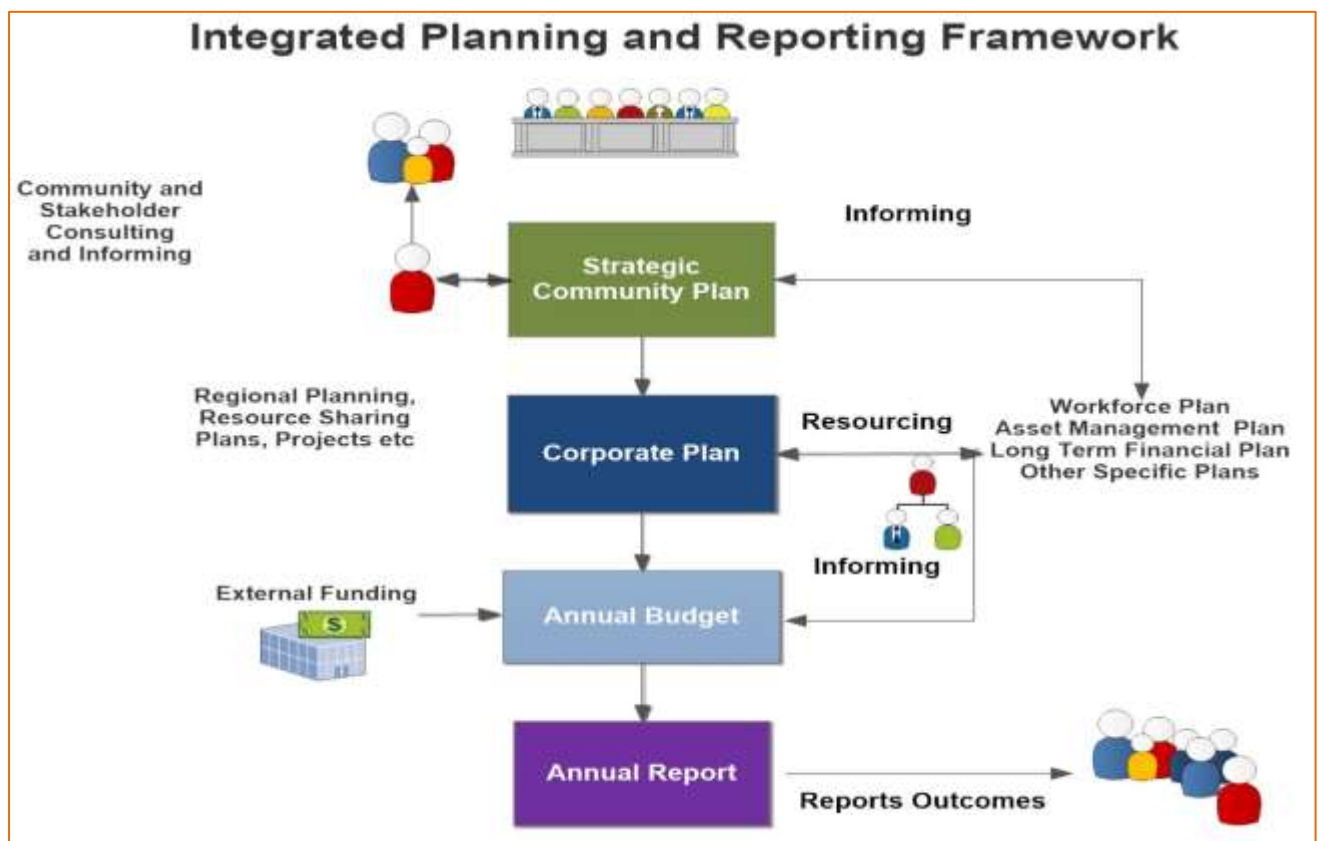 Integrated Planning and Reporting Framework
Community and
Stakeholder
Consulting
and Informing
Informing
Strategic
Community Plan
Regional Planning,
Resource Sharing
Plans, Projects etc
Corporate Plan
Resourcing
Workforce Plan
Asset Management Plan
Long Term Financial Plan
Other Specific Plans
Informing
External Funding
$
Annual Budget
Annual Report
Reports Outcomes